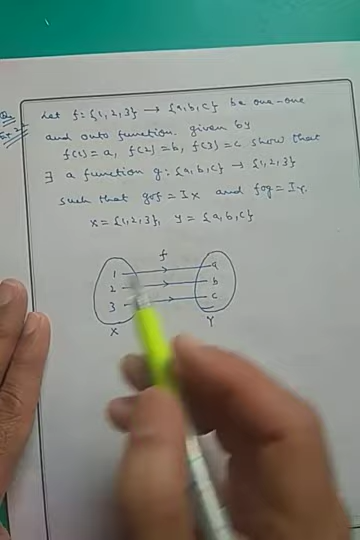 Let f: {1,2,3} → {a,b,c} be one-one
and onto function given by
f(1) = a, f(2) = b, f(3) = c show that
∃ a function g: {a,b,c} → {1,2,3}
such that gof = Ix and fog = Iy,
x = {1,2,3}, Y = {a,b,c}
f
1 a
2 b
3 c
X Y